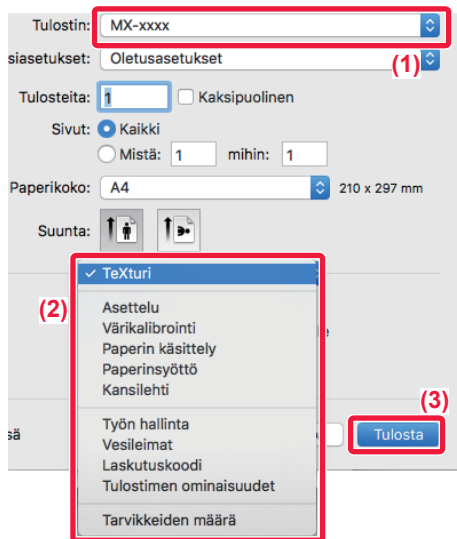 Tulostin: MX-xxxx
siasetukset: Oletusasetukset
(1)
Tulosteita: 1 Kaksipuolinen
Sivut: Kaikki
Mistä: 1 mihin: 1
Paperikoko: A4 210 x 297 mm
Suunta:
✓ TeXturi
(2)
Asettelu
Värikalibrointi
Paperin käsittely
Paperinsyöttö
Kansilehti
Työn hallinta
Vesileimat
Laskutuskoodi
Tulostimen ominaisuudet
Tarvikkeiden määrä
(3)
sä Tulosta